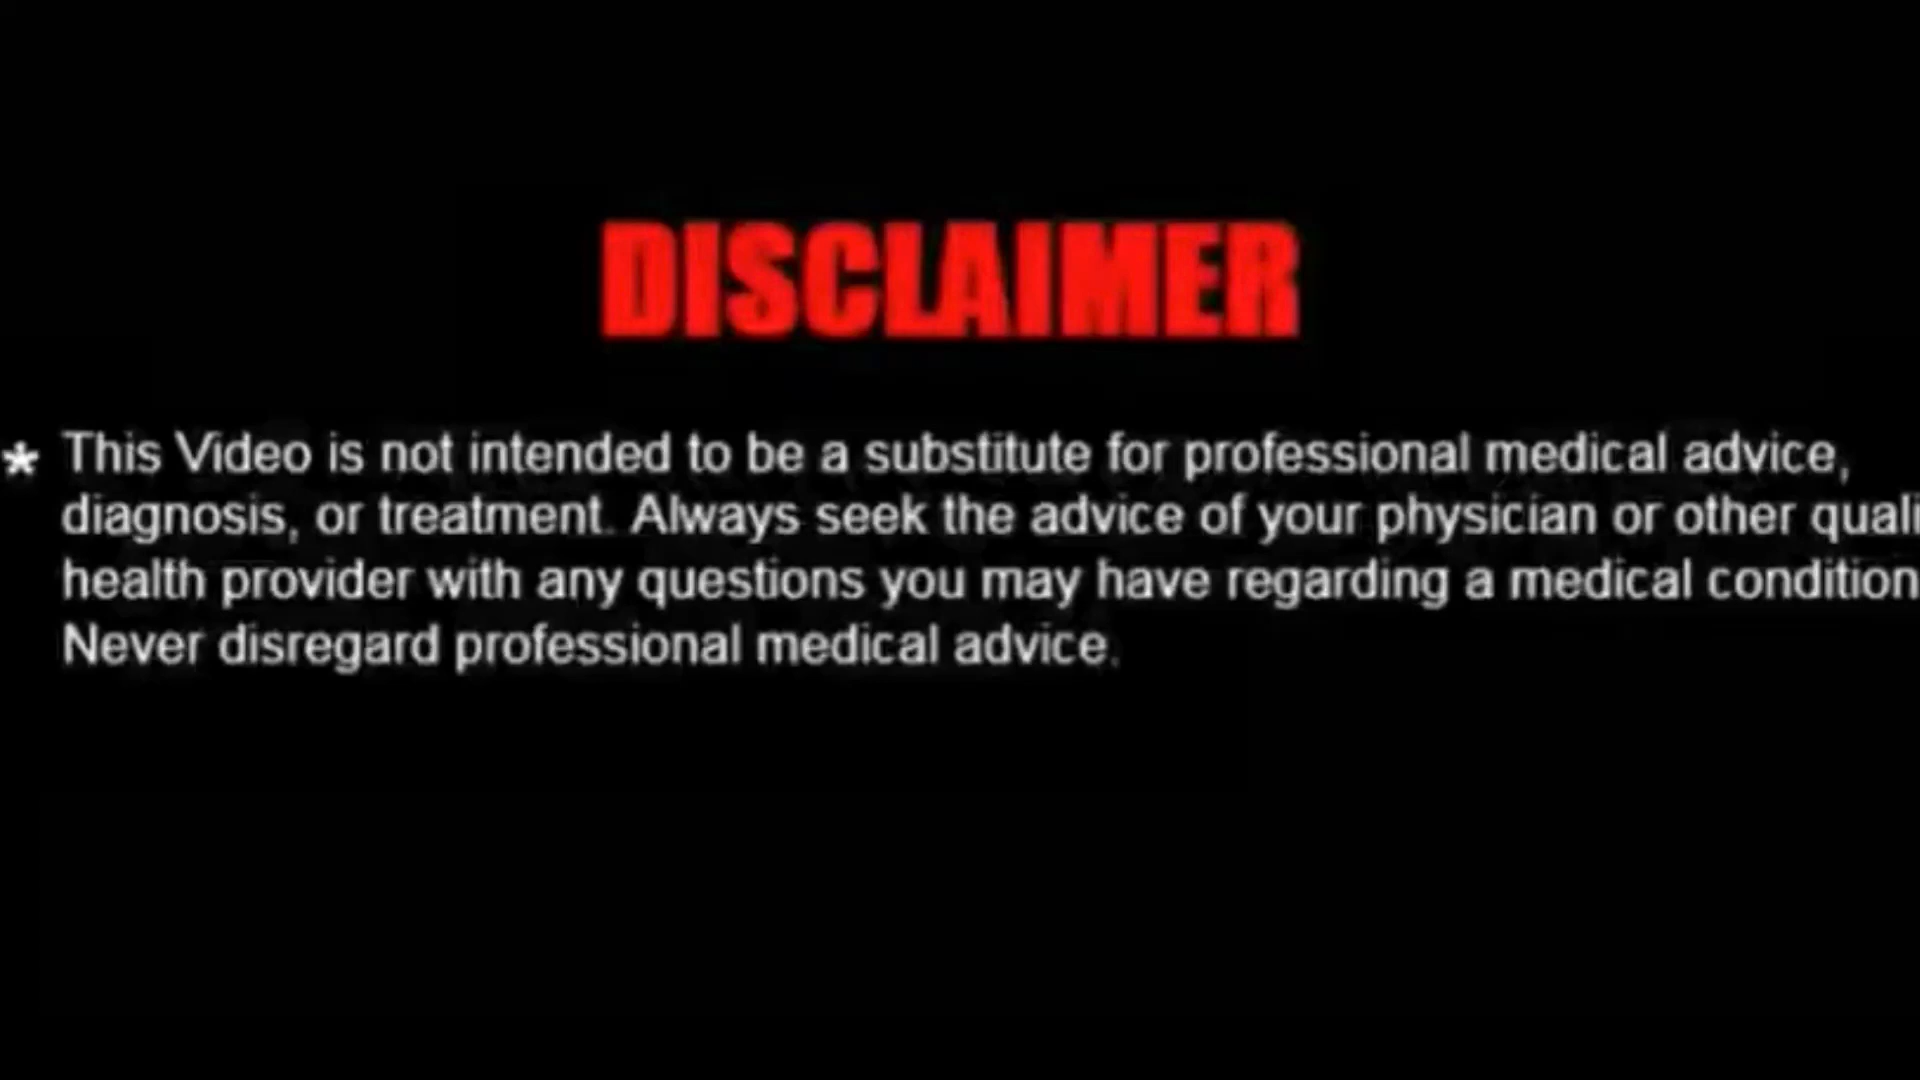 DISCLAIMER
* This Video is not intended to be a substitute for professional medical advice,
diagnosis, or treatment. Always seek the advice of your physician or other quali
health provider with any questions you may have regarding a medical condition
Never disregard professional medical advice.